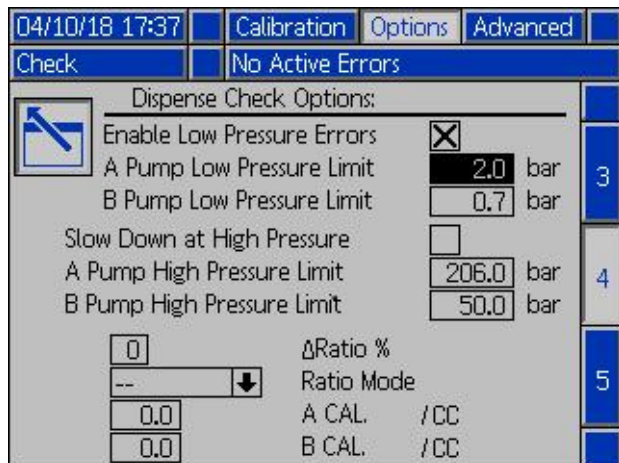 04/10/18 17:37 Calibration Options Advanced
Check No Active Errors
Dispense Check Options:
Enable Low Pressure Errors X
A Pump Low Pressure Limit 2.0 bar
B Pump Low Pressure Limit 0.7 bar
3
Slow Down at High Pressure
A Pump High Pressure Limit 206.0 bar
4
B Pump High Pressure Limit 50.0 bar
0 ΔRatio %
-- Ratio Mode
5
0.0 A CAL. /CC
0.0 B CAL. /CC